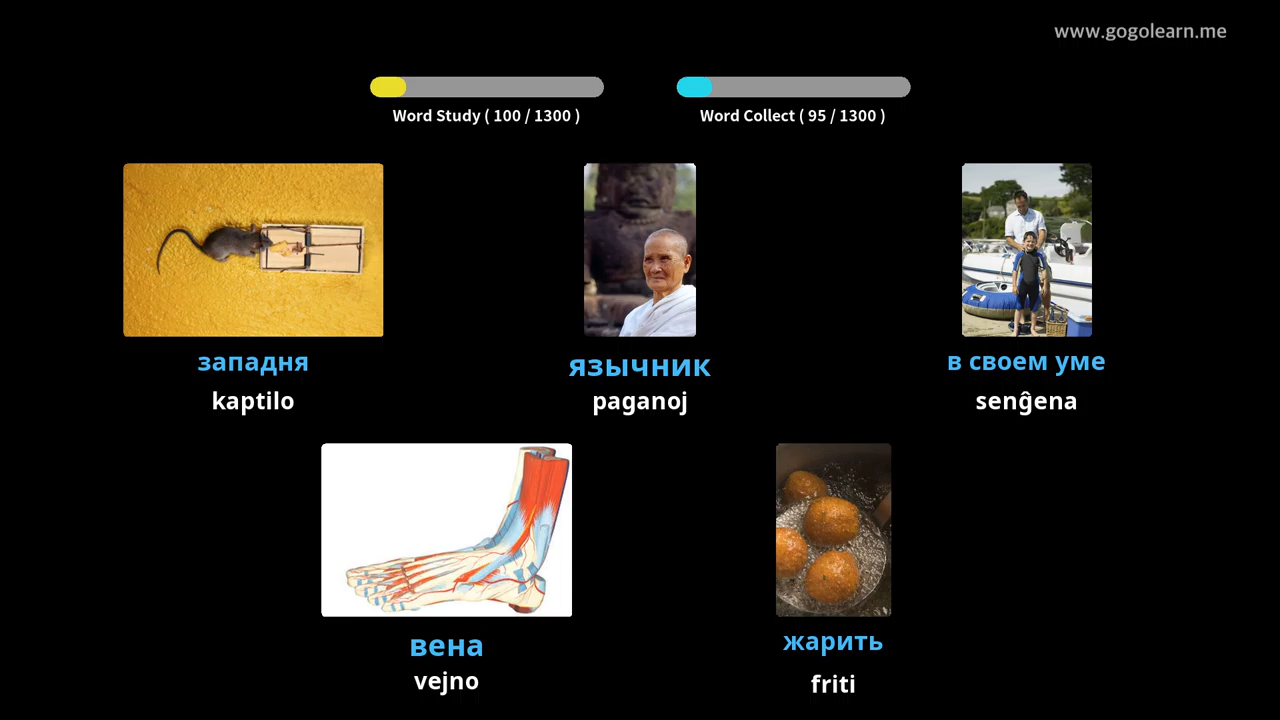 www.gogolearn.me
Word Study ( 100 / 1300 )
Word Collect ( 95 / 1300 )
западня
kaptilo
язычник
paganoj
в своем уме
senĝena
вена
vejno
жарить
friti